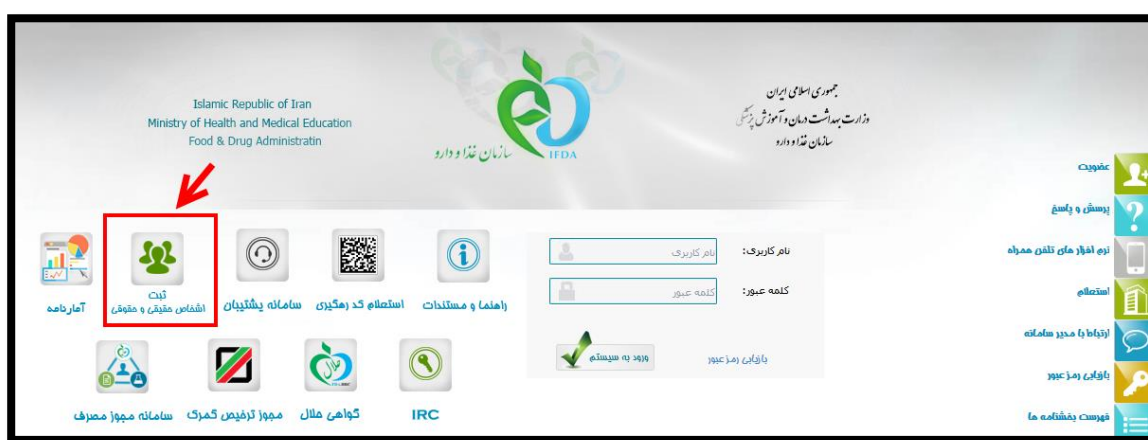 Islamic Republic of Iran
Ministry of Health and Medical Education
Food & Drug Administratin
سازمان غذا و دارو
IFDA
جمهوری اسلامی ایران
وزارت بهداشت درمان و آموزش پزشکی
سازمان غذا و دارو
عضویت
پرسش و پاسخ
نرم افزار های تلفن همراه
استعلام
ارتباط با مدیر سامانه
بازیابی رمز عبور
فهرست بخشنامه ها
نام کاربری:
نام کاربری
کلمه عبور:
کلمه عبور
بازیابی رمز عبور
ورود به سیستم
راهنما و مستندات
استعلام کد رهگیری
سامانه پشتیبان
ثبت
اشخاص حقیقی و حقوقی
آمارنامه
IRC
حلال
گواهی حلال
مجوز ترخیص گمرک
سامانه مجوز مصرف